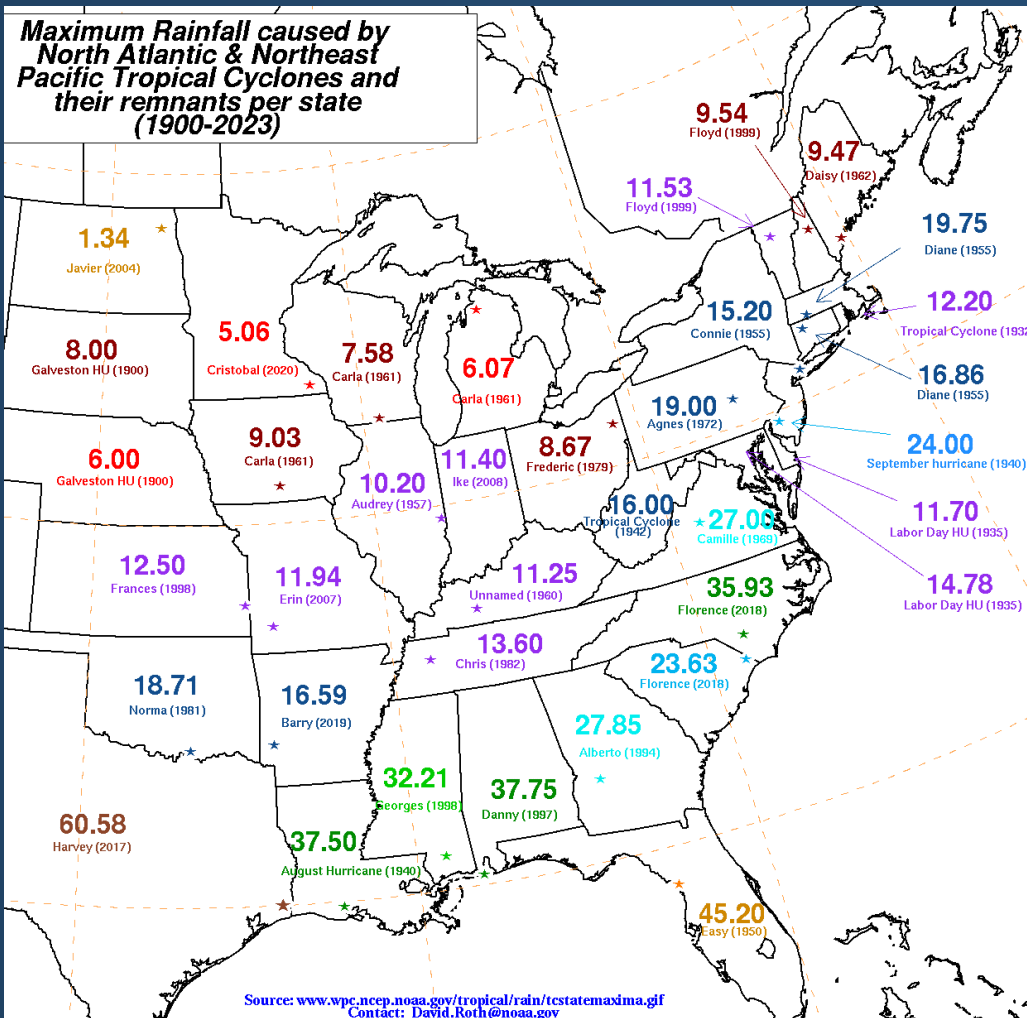 Maximum Rainfall caused by
North Atlantic & Northeast
Pacific Tropical Cyclones and
their remnants per state
(1900-2023)
9.54
Floyd (1999)
9.47
Daisy (1962)
11.53
Floyd (1999)
19.75
Diane (1955)
1.34
Javier (2004)
12.20
Tropical Cyclone (1932
15.20
Connie (1955)
5.06
Cristobal (2020)
8.00
Galveston HU (1900)
7.58
Carla (1961)
6.07
Carla (1961)
16.86
Diane (1955)
19.00
Agnes (1972)
24.00
September hurricane (1940)
9.03
Carla (1961)
8.67
Frederic (1979)
6.00
Galveston HU (1900)
11.40
Ike (2008)
10.20
Audrey (1957)
16.00
Tropical Cyclone
(1942)
27.00
Camille (1969)
11.70
Labor Day HU (1935)
12.50
Frances (1998)
11.94
Erin (2007)
11.25
Unnamed (1960)
35.93
Florence (2018)
14.78
Labor Day HU (1935)
13.60
Chris (1982)
23.63
Florence (2018)
18.71
Norma (1981)
16.59
Barry (2019)
27.85
Alberto (1994)
32.21
Georges (1998)
37.75
Danny (1997)
60.58
Harvey (2017)
37.50
August Hurricane (1940)
45.20
Easy (1950)
Source: www.wpc.ncep.noaa.gov/tropical/rain/tcstatemaxima.gif
Contact: David.Roth@noaa.gov